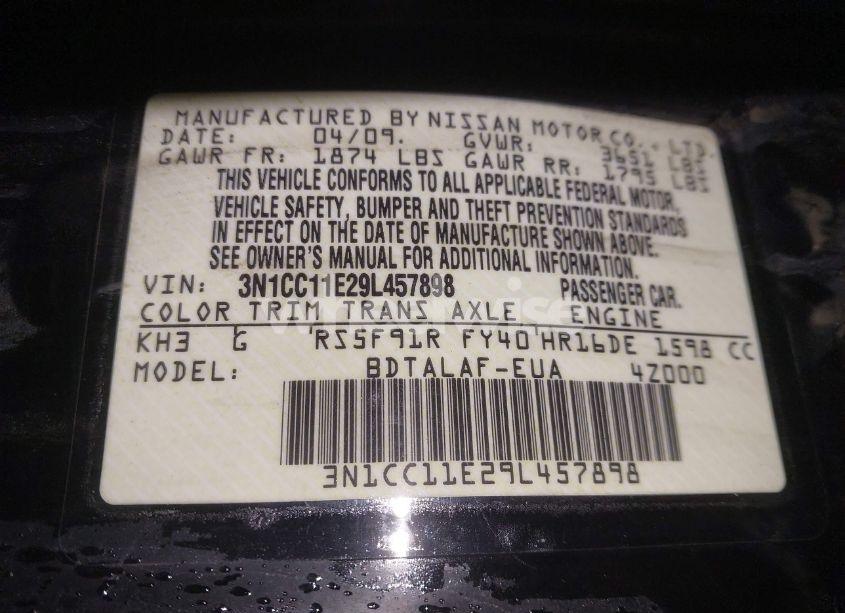 MANUFACTURED BY NISSAN MOTOR CO., LTD.
DATE: 04/09. GVWR: 3651 LBS
GAWR FR: 1874 LBS GAWR RR: 1795 LBS
THIS VEHICLE CONFORMS TO ALL APPLICABLE FEDERAL MOTOR,
VEHICLE SAFETY, BUMPER AND THEFT PREVENTION STANDARDS
IN EFFECT ON THE DATE OF MANUFACTURE SHOWN ABOVE.
SEE OWNER'S MANUAL FOR ADDITIONAL INFORMATION.
VIN: 3N1CC11E29L457898 PASSENGER CAR.
COLOR TRIM TRANS AXLE ENGINE
KH3 G RS5F91R FY40 HR16DE 1598 CC
MODEL: BDTALAF-EUA 4Z000
3N1CC11E29L457898